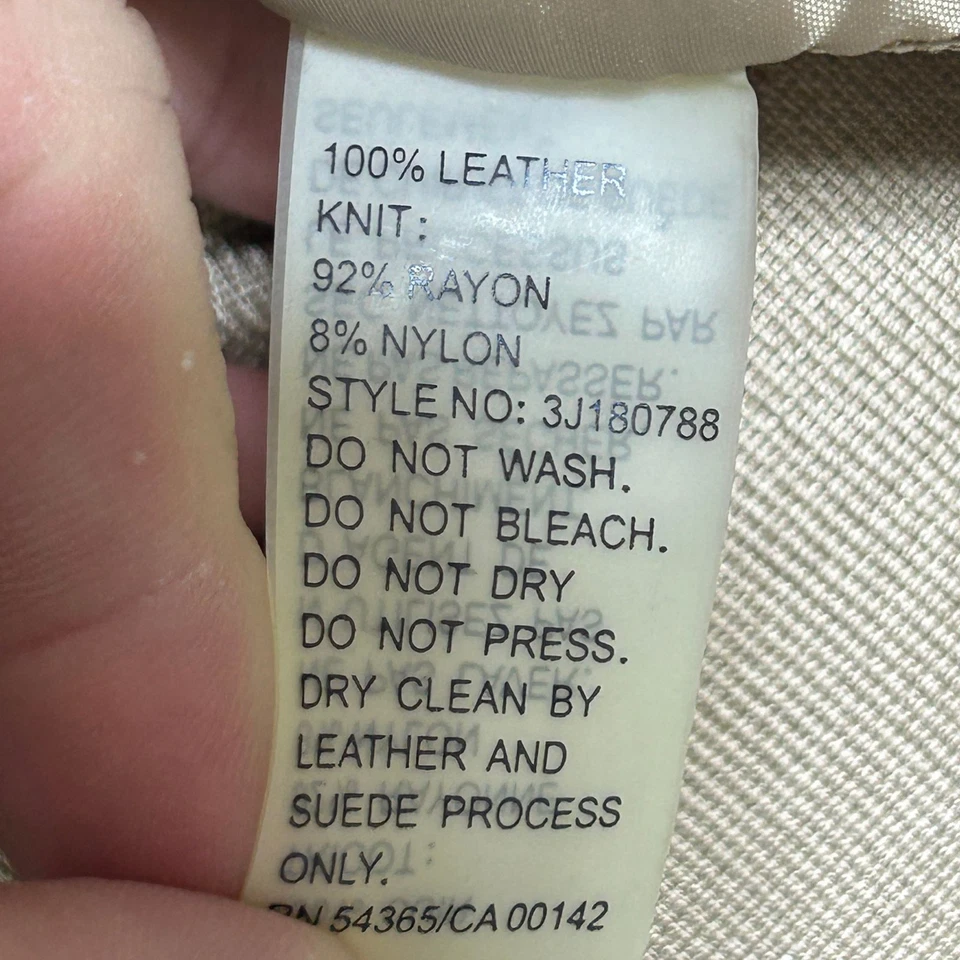 100% LEATHER
KNIT:
92% RAYON
8% NYLON
STYLE NO: 3J180788
DO NOT WASH.
DO NOT BLEACH.
DO NOT DRY
DO NOT PRESS.
DRY CLEAN BY
LEATHER AND
SUEDE PROCESS
ONLY.
RN 54365/CA 00142